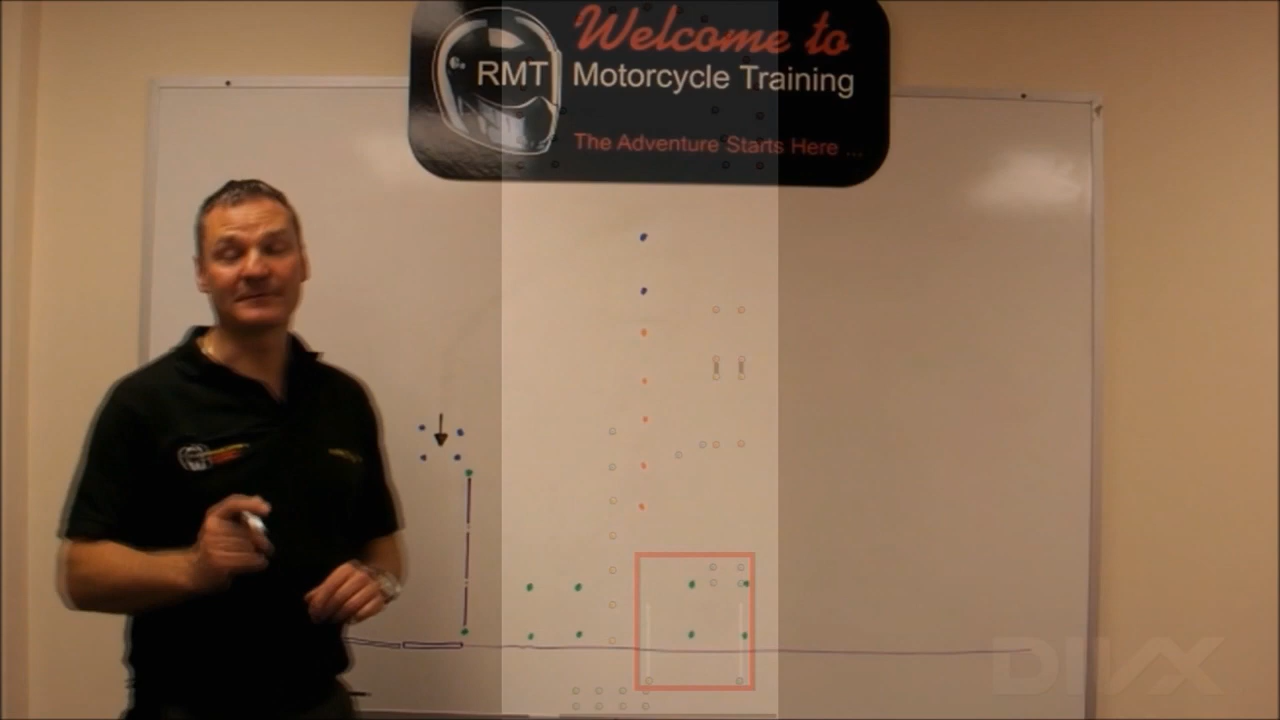 Welcome to
RMT Motorcycle Training
The Adventure Starts Here ...
DIVX